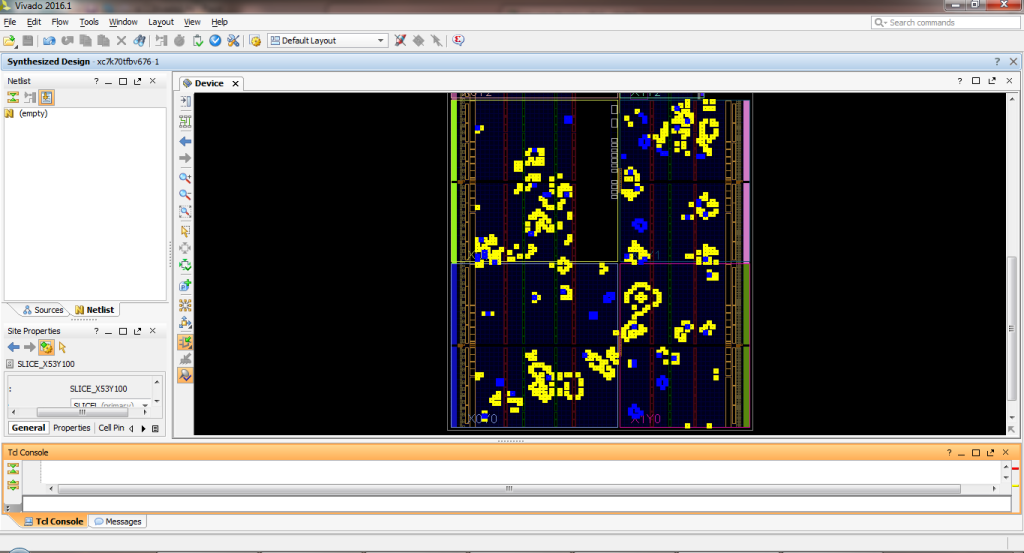 Vivado 2016.1
File Edit Flow Tools Window Layout View Help
Search commands
Default Layout
Synthesized Design - xc7k70tfbv676-1
Netlist
Device
(empty)
Sources Netlist
Site Properties
SLICE_X53Y100
SLICE_X53Y100
SLICEL (primary)
General Properties Cell Pin
X0Y0 X1Y0
Tcl Console
Tcl Console Messages